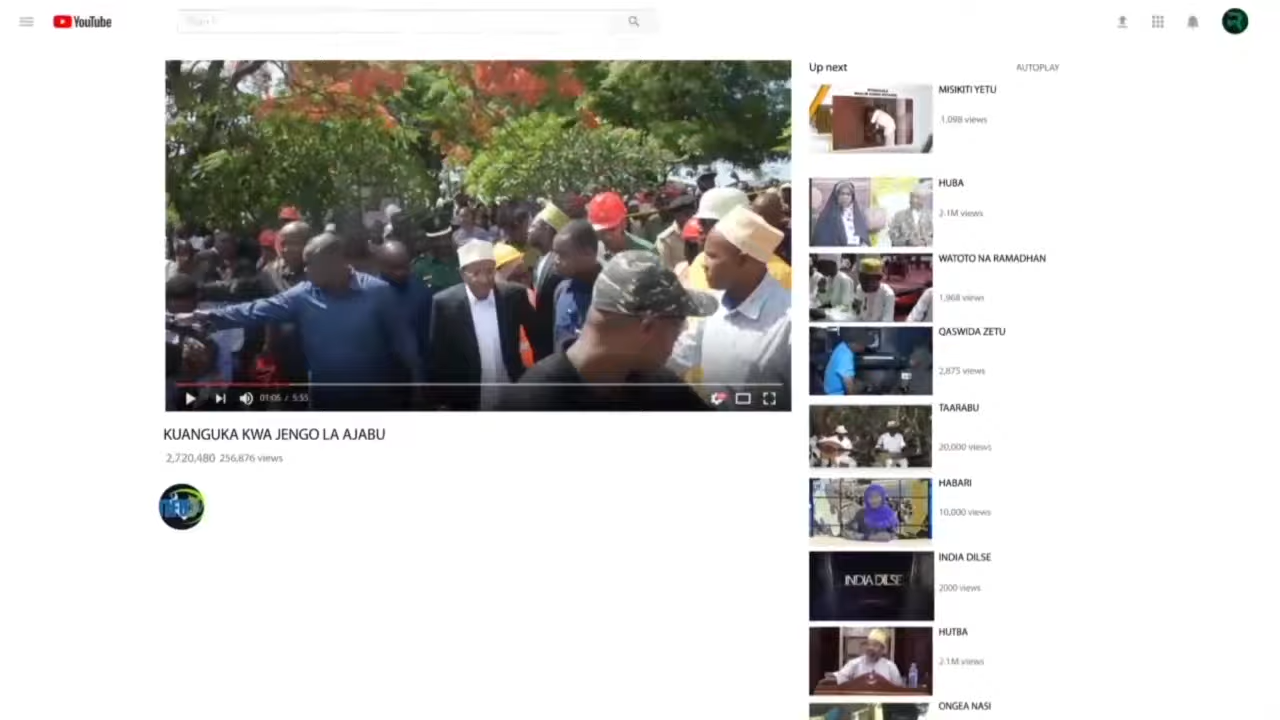 YouTube
KUANGUKA KWA JENGO LA AJABU
2,720,480 256,876 views
01:06 / 5:55
Up next
AUTOPLAY
MISIKITI YETU
1,098 views
HUBA
2.1M views
WATOTO NA RAMADHAN
1,968 views
QASWIDA ZETU
2,875 views
TAARABU
20,000 views
HABARI
10,000 views
INDIA DILSE
INDIA DILSE
2000 views
HUTBA
2.1M views
ONGEA NASI